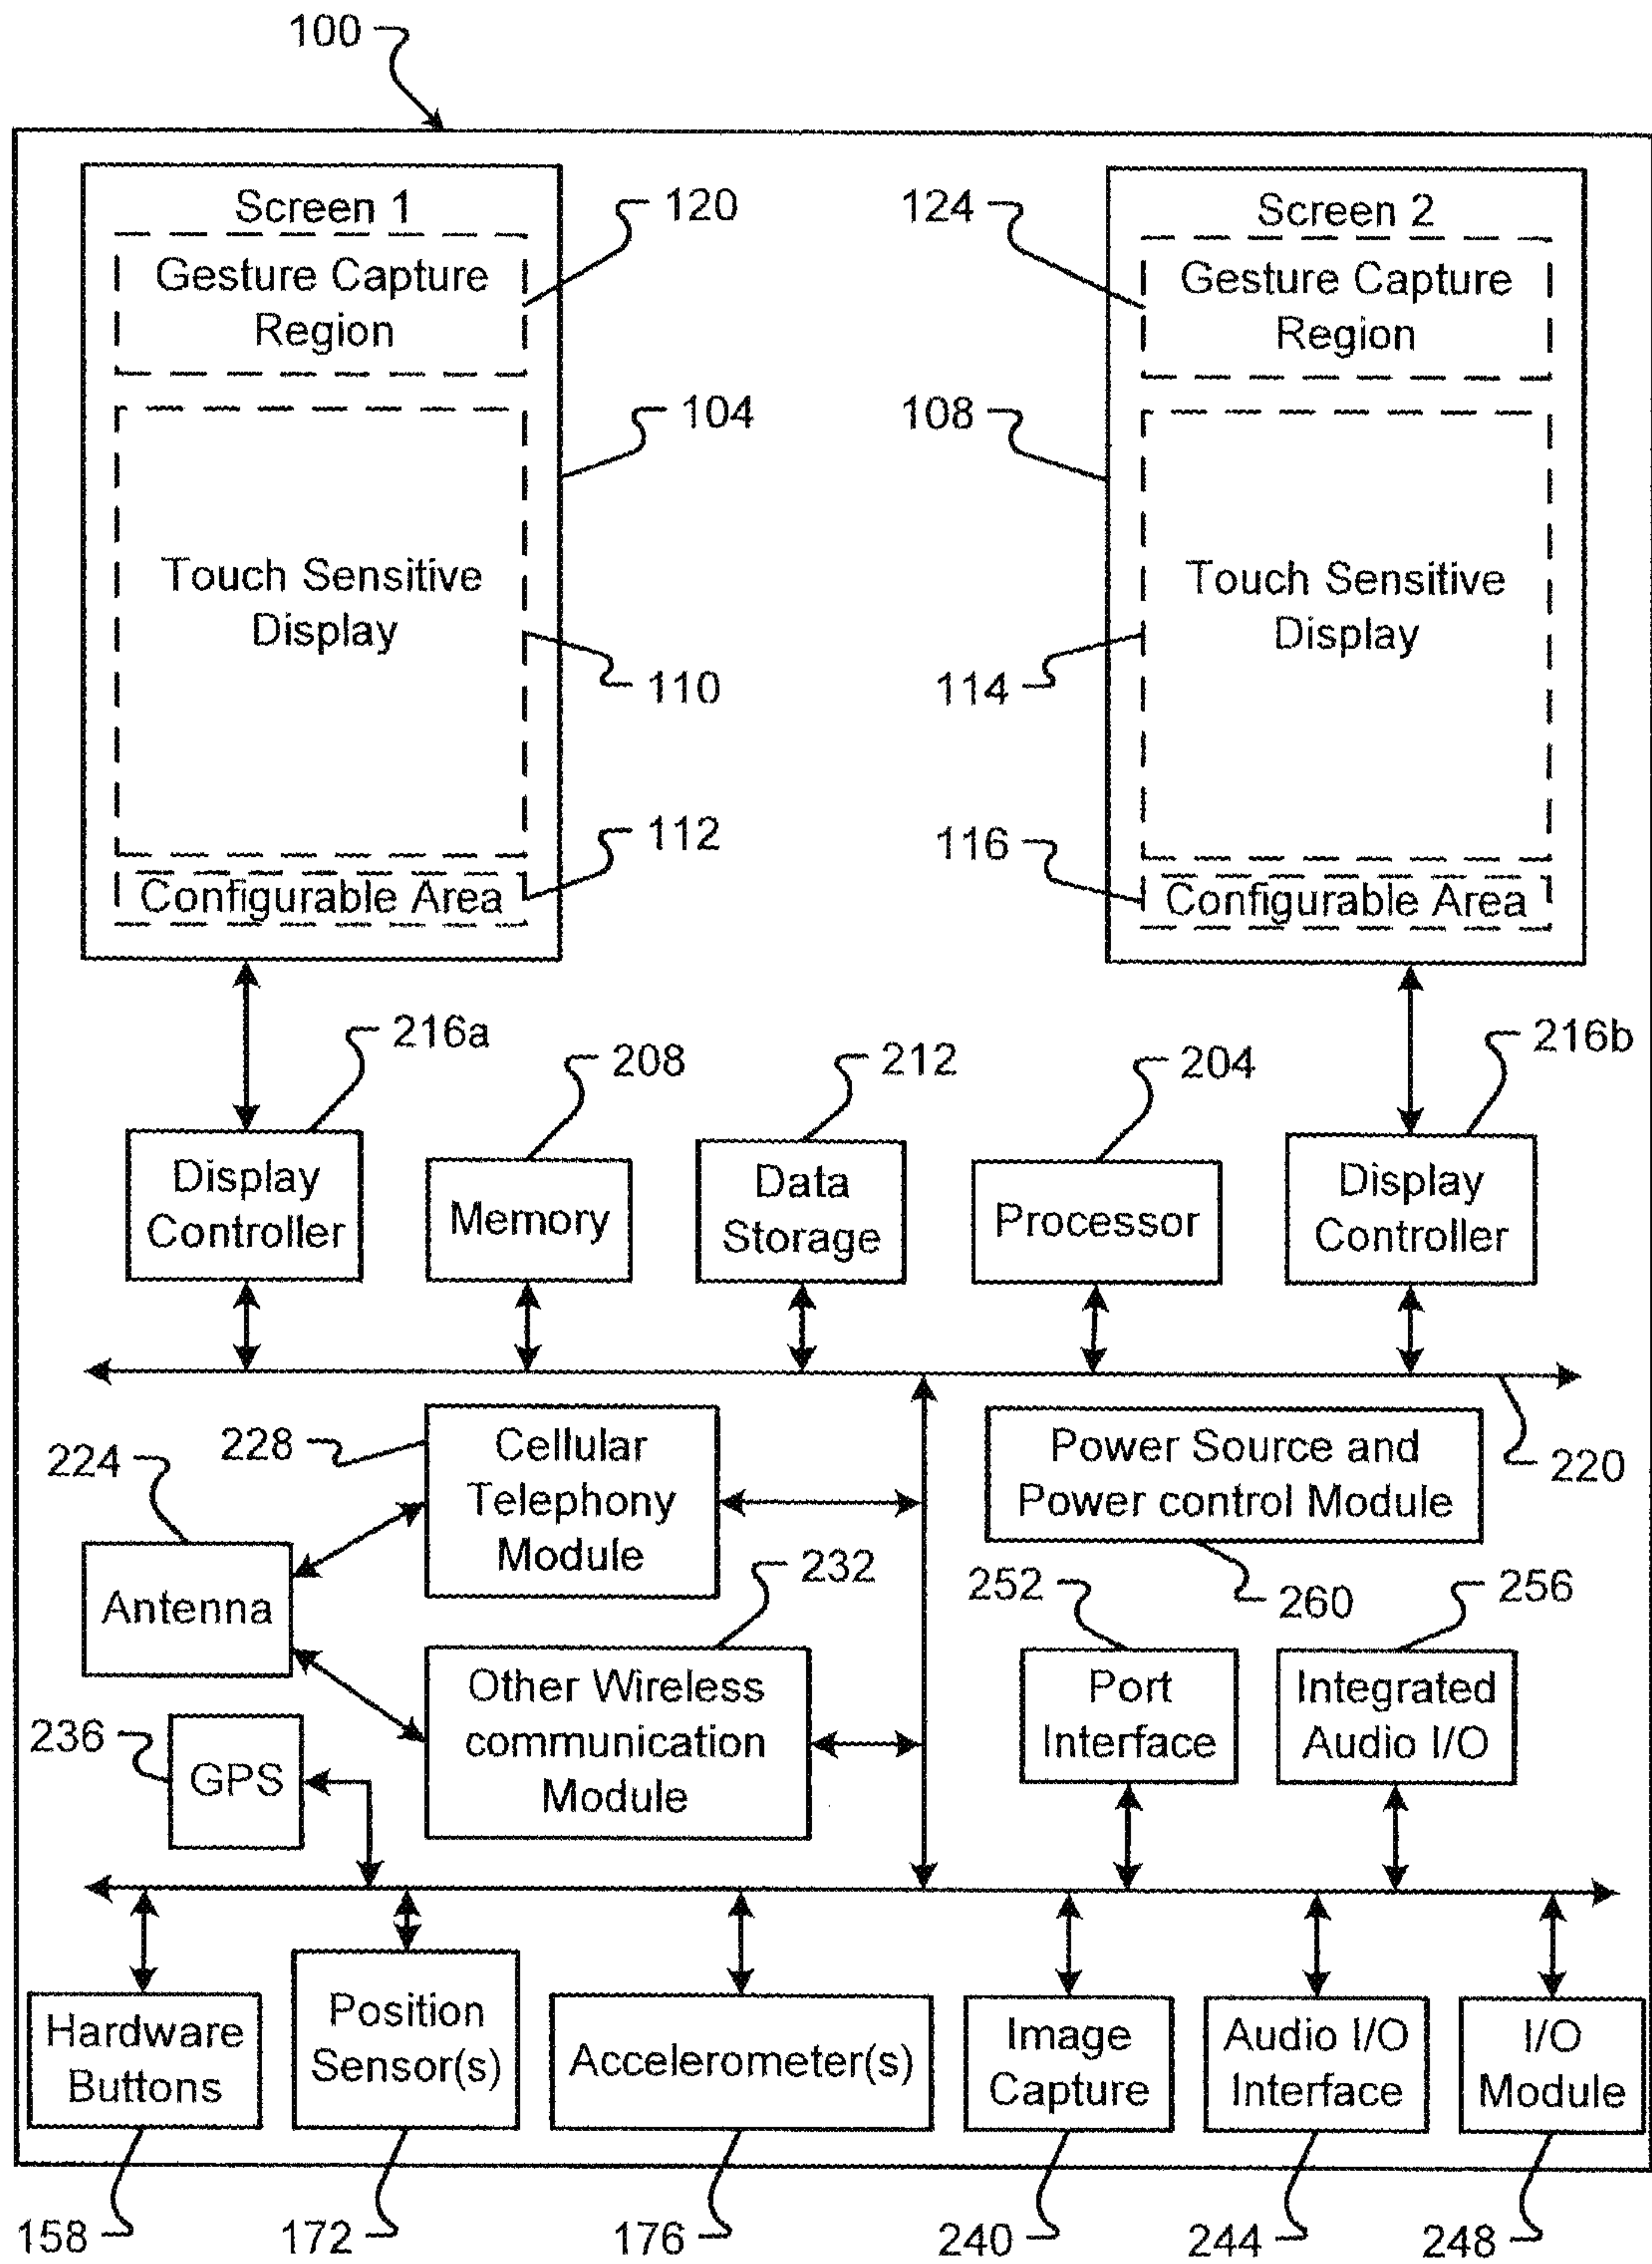 100
Screen 1
Gesture Capture
Region
120
Touch Sensitive
Display
104
110
Configurable Area
112
Screen 2
124
Gesture Capture
Region
108
Touch Sensitive
Display
114
116
Configurable Area
216a
208
212
204
216b
Display
Controller
Memory
Data
Storage
Processor
Display
Controller
220
224
228
Cellular
Telephony
Module
Power Source and
Power control Module
260
Antenna
232
Other Wireless
communication
Module
252
Port
Interface
256
Integrated
Audio I/O
236
GPS
Hardware
Buttons
Position
Sensor(s)
Accelerometer(s)
Image
Capture
Audio I/O
Interface
I/O
Module
158
172
176
240
244
248